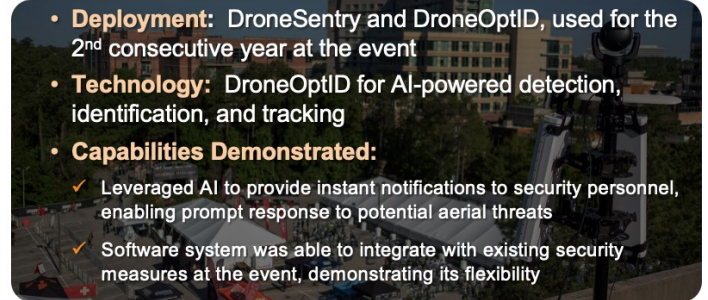 • Deployment: DroneSentry and DroneOptID, used for the
2nd consecutive year at the event
• Technology: DroneOptID for AI-powered detection,
identification, and tracking
• Capabilities Demonstrated:
✓ Leveraged AI to provide instant notifications to security personnel,
enabling prompt response to potential aerial threats
✓ Software system was able to integrate with existing security
measures at the event, demonstrating its flexibility